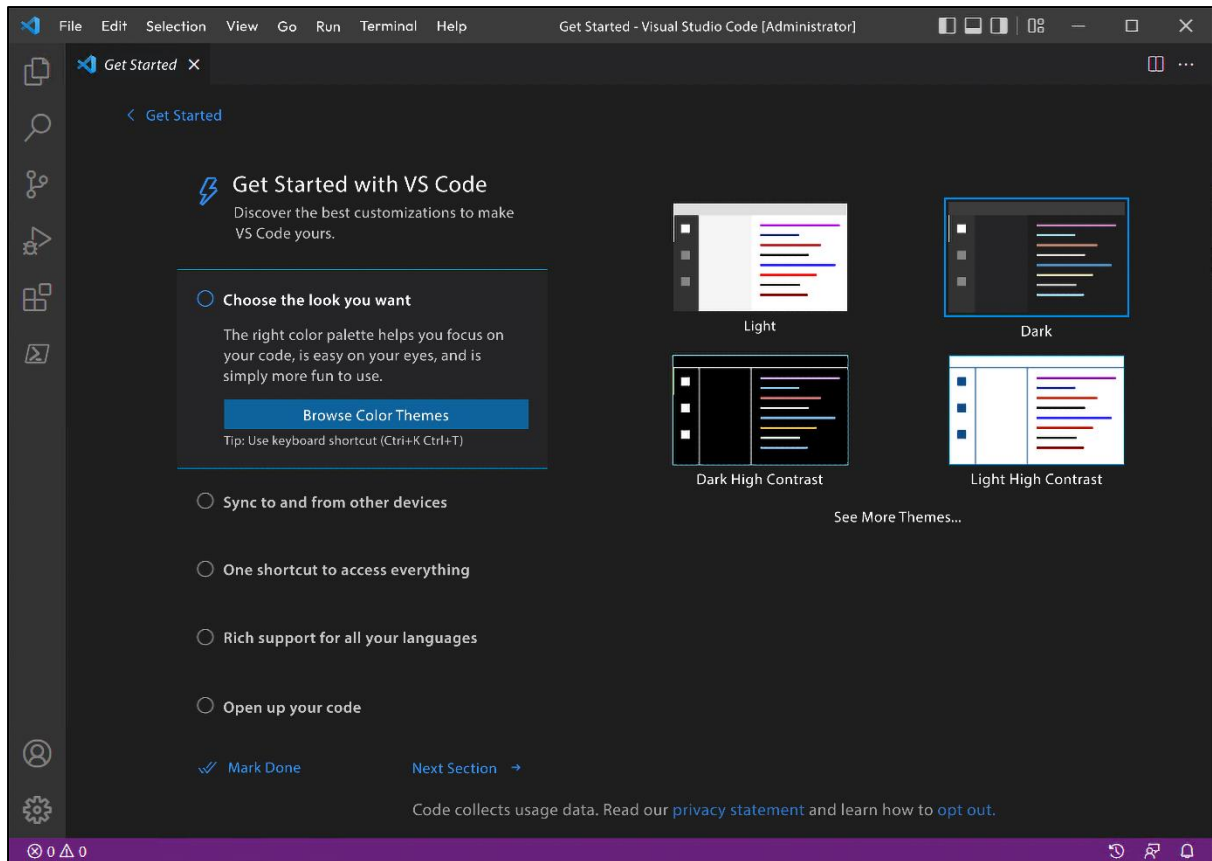 File Edit Selection View Go Run Terminal Help Get Started - Visual Studio Code [Administrator]
Get Started
Get Started
Get Started with VS Code
Discover the best customizations to make
VS Code yours.
Choose the look you want
The right color palette helps you focus on
your code, is easy on your eyes, and is
simply more fun to use.
Browse Color Themes
Tip: Use keyboard shortcut (Ctri+K Ctrl+T)
Light
Dark
Dark High Contrast
Light High Contrast
See More Themes...
Sync to and from other devices
One shortcut to access everything
Rich support for all your languages
Open up your code
Mark Done
Next Section
Code collects usage data. Read our privacy statement and learn how to opt out.
0 0